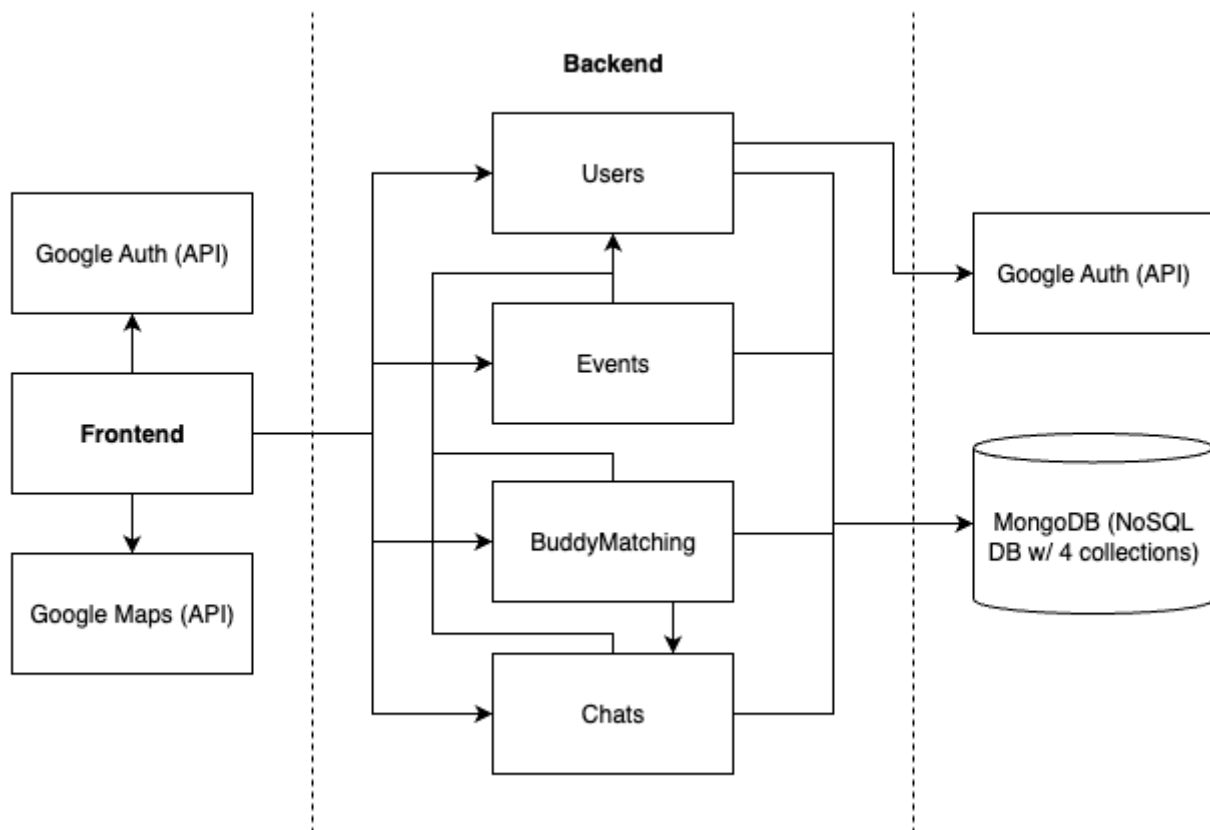 Backend
Users
Google Auth (API)
Google Auth (API)
Events
Frontend
MongoDB (NoSQL
DB w/ 4 collections)
BuddyMatching
Google Maps (API)
Chats